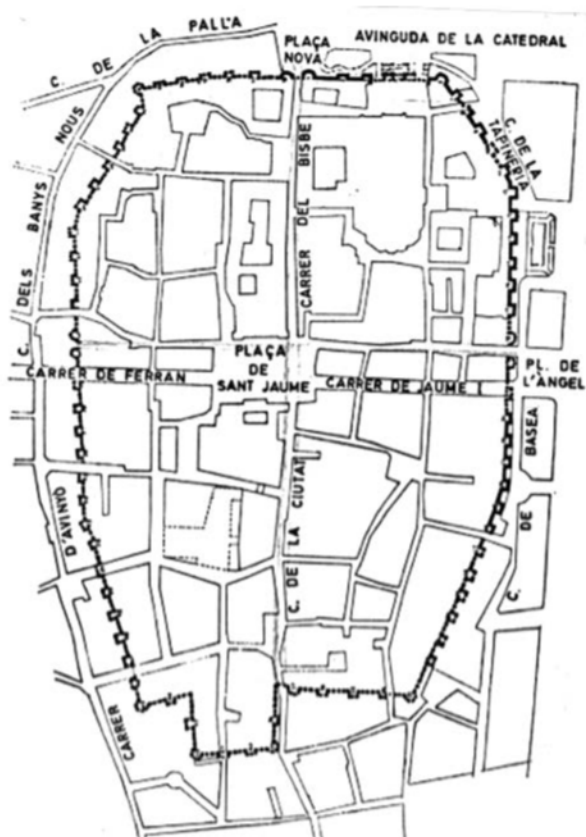 C. DE LA PALL'A
PLAÇA
NOVA
AVINGUDA DE LA CATEDRAL
C. DE LA
TAPINERIA
C. DELS BANYS NOUS
CARRER DEL BISBE
PLAÇA
DE
SANT JAUME
CARRER DE FERRAN
CARRER DE JAUME I
PL. DE
L'ANGEL
C. DE BASEA
CARRER D'AVINYÓ
C. DE LA CIUTAT